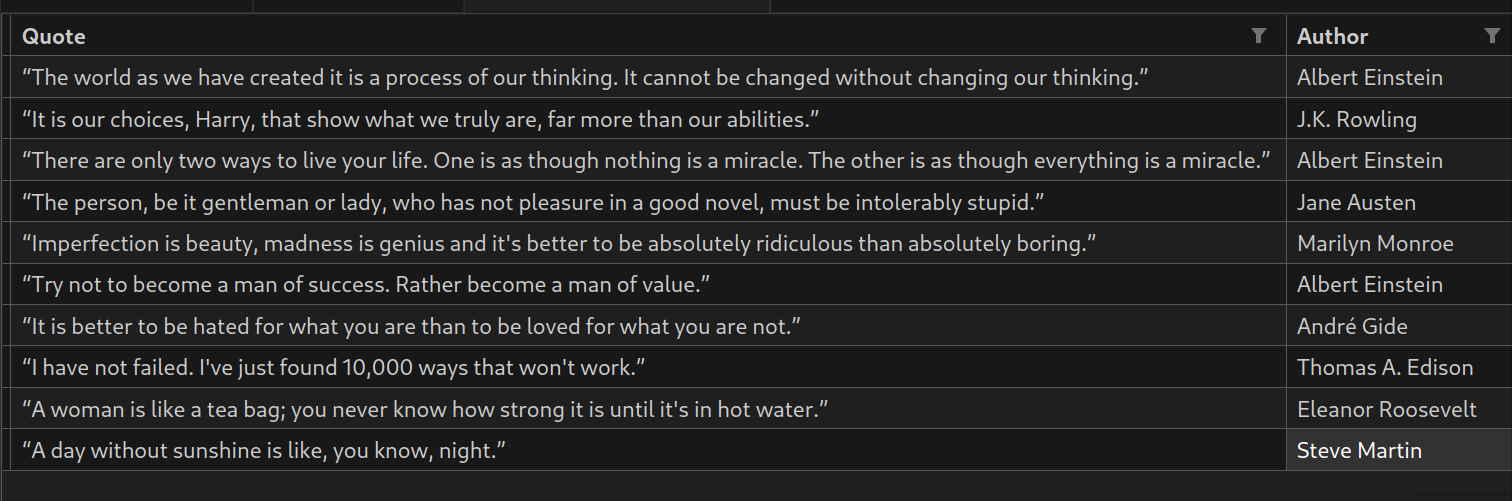 Quote Author
“The world as we have created it is a process of our thinking. It cannot be changed without changing our thinking.” Albert Einstein
“It is our choices, Harry, that show what we truly are, far more than our abilities.” J.K. Rowling
“There are only two ways to live your life. One is as though nothing is a miracle. The other is as though everything is a miracle.” Albert Einstein
“The person, be it gentleman or lady, who has not pleasure in a good novel, must be intolerably stupid.” Jane Austen
“Imperfection is beauty, madness is genius and it's better to be absolutely ridiculous than absolutely boring.” Marilyn Monroe
“Try not to become a man of success. Rather become a man of value.” Albert Einstein
“It is better to be hated for what you are than to be loved for what you are not.” André Gide
“I have not failed. I've just found 10,000 ways that won't work.” Thomas A. Edison
“A woman is like a tea bag; you never know how strong it is until it's in hot water.” Eleanor Roosevelt
“A day without sunshine is like, you know, night.” Steve Martin